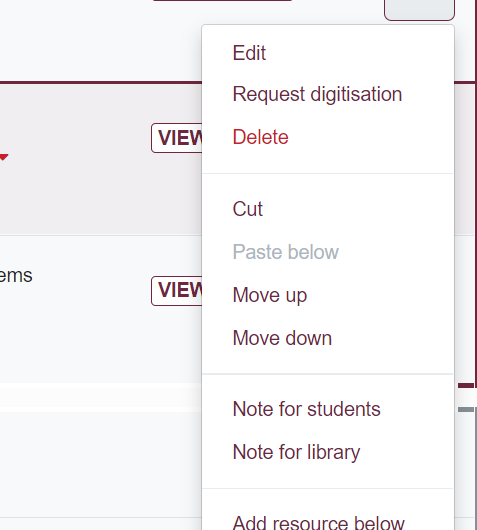 Edit
Request digitisation
Delete
VIEW
Cut
Paste below
ems
Move up
VIEW
Move down
Note for students
Note for library
Add resource below